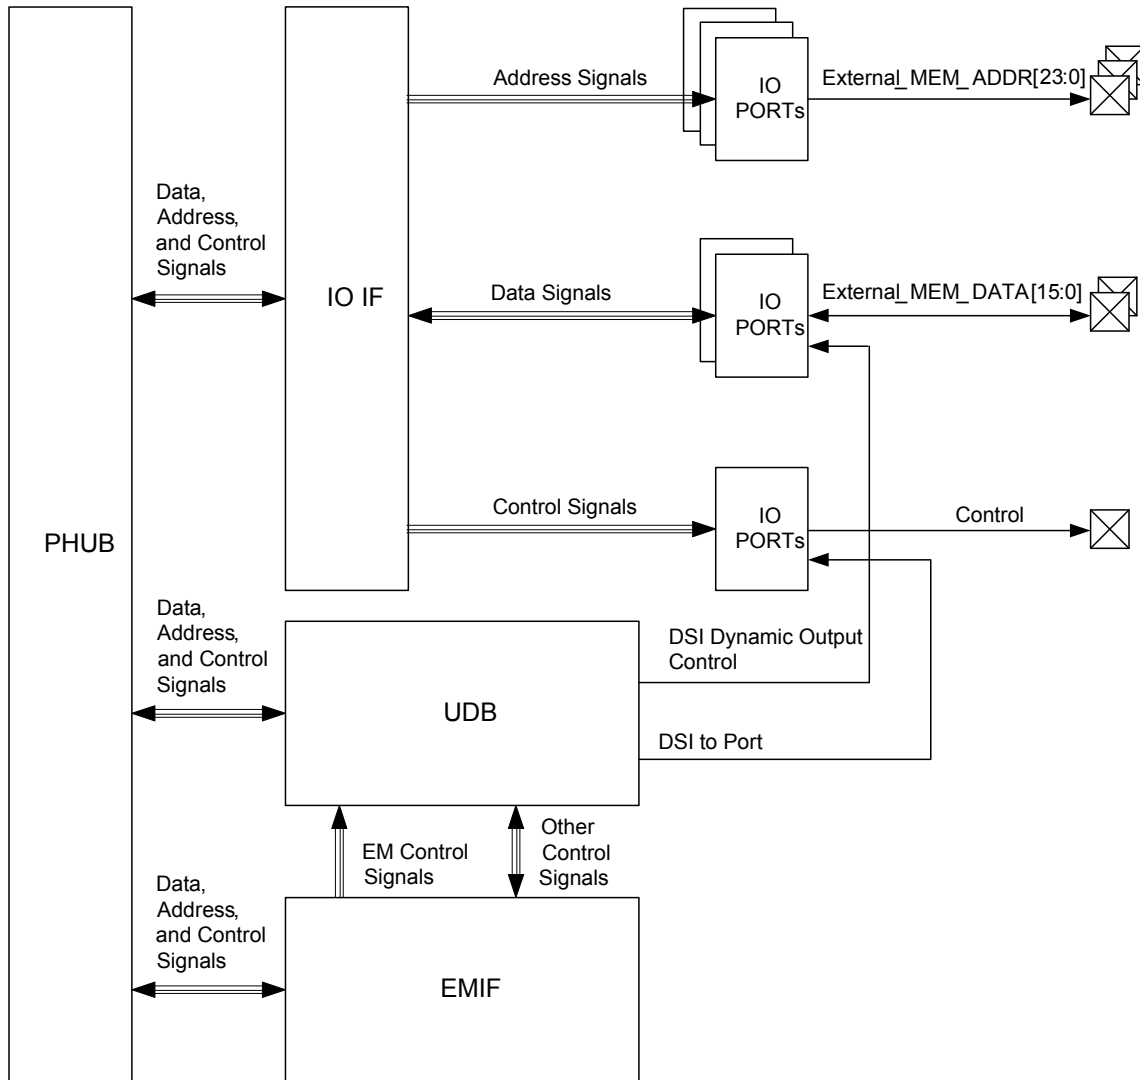 Address Signals
IO
PORTs
External_MEM_ADDR[23:0]
Data,
Address,
and Control
Signals
IO IF
Data Signals
IO
PORTs
External_MEM_DATA[15:0]
Control Signals
IO
PORTs
Control
PHUB
Data,
Address,
and Control
Signals
UDB
DSI Dynamic Output
Control
DSI to Port
EM Control
Signals
Other
Control
Signals
Data,
Address,
and Control
Signals
EMIF